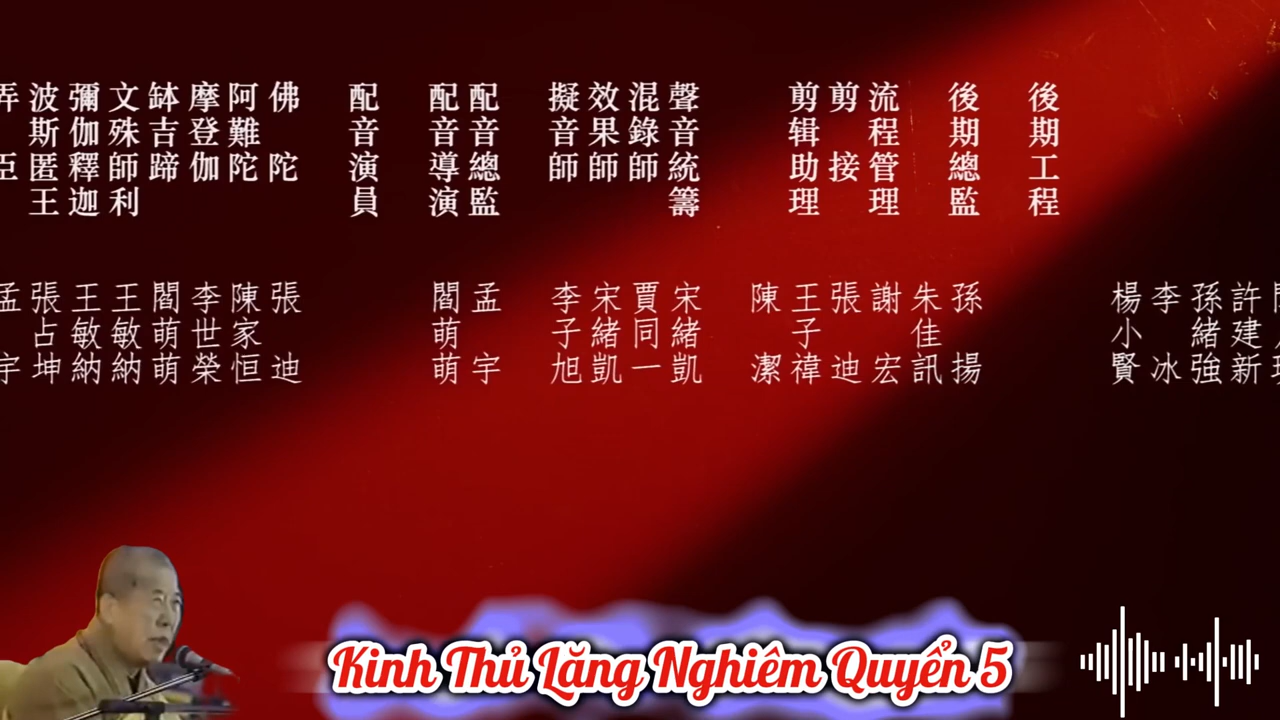 後期工程
後期總監
流程管理
剪接
剪辑助理
聲音統籌
混錄師
效果師
擬音師
配音總監
配音導演
配音演員
佛陀
阿難陀
摩登伽
缽吉蹄
文殊師利
彌伽釋迦
波斯匿王
許建新
孫緒強
李冰
楊小賢
孫揚
朱佳訊
謝宏
張迪
王子禕
陳潔
宋緒凱
賈同一
宋緒凱
李子旭
孟宇
閻萌萌
張迪
陳家恒
李世榮
閻萌萌
王敏納
王敏納
張占坤
孟宇
Kinh Thủ Lăng Nghiêm Quyển 5